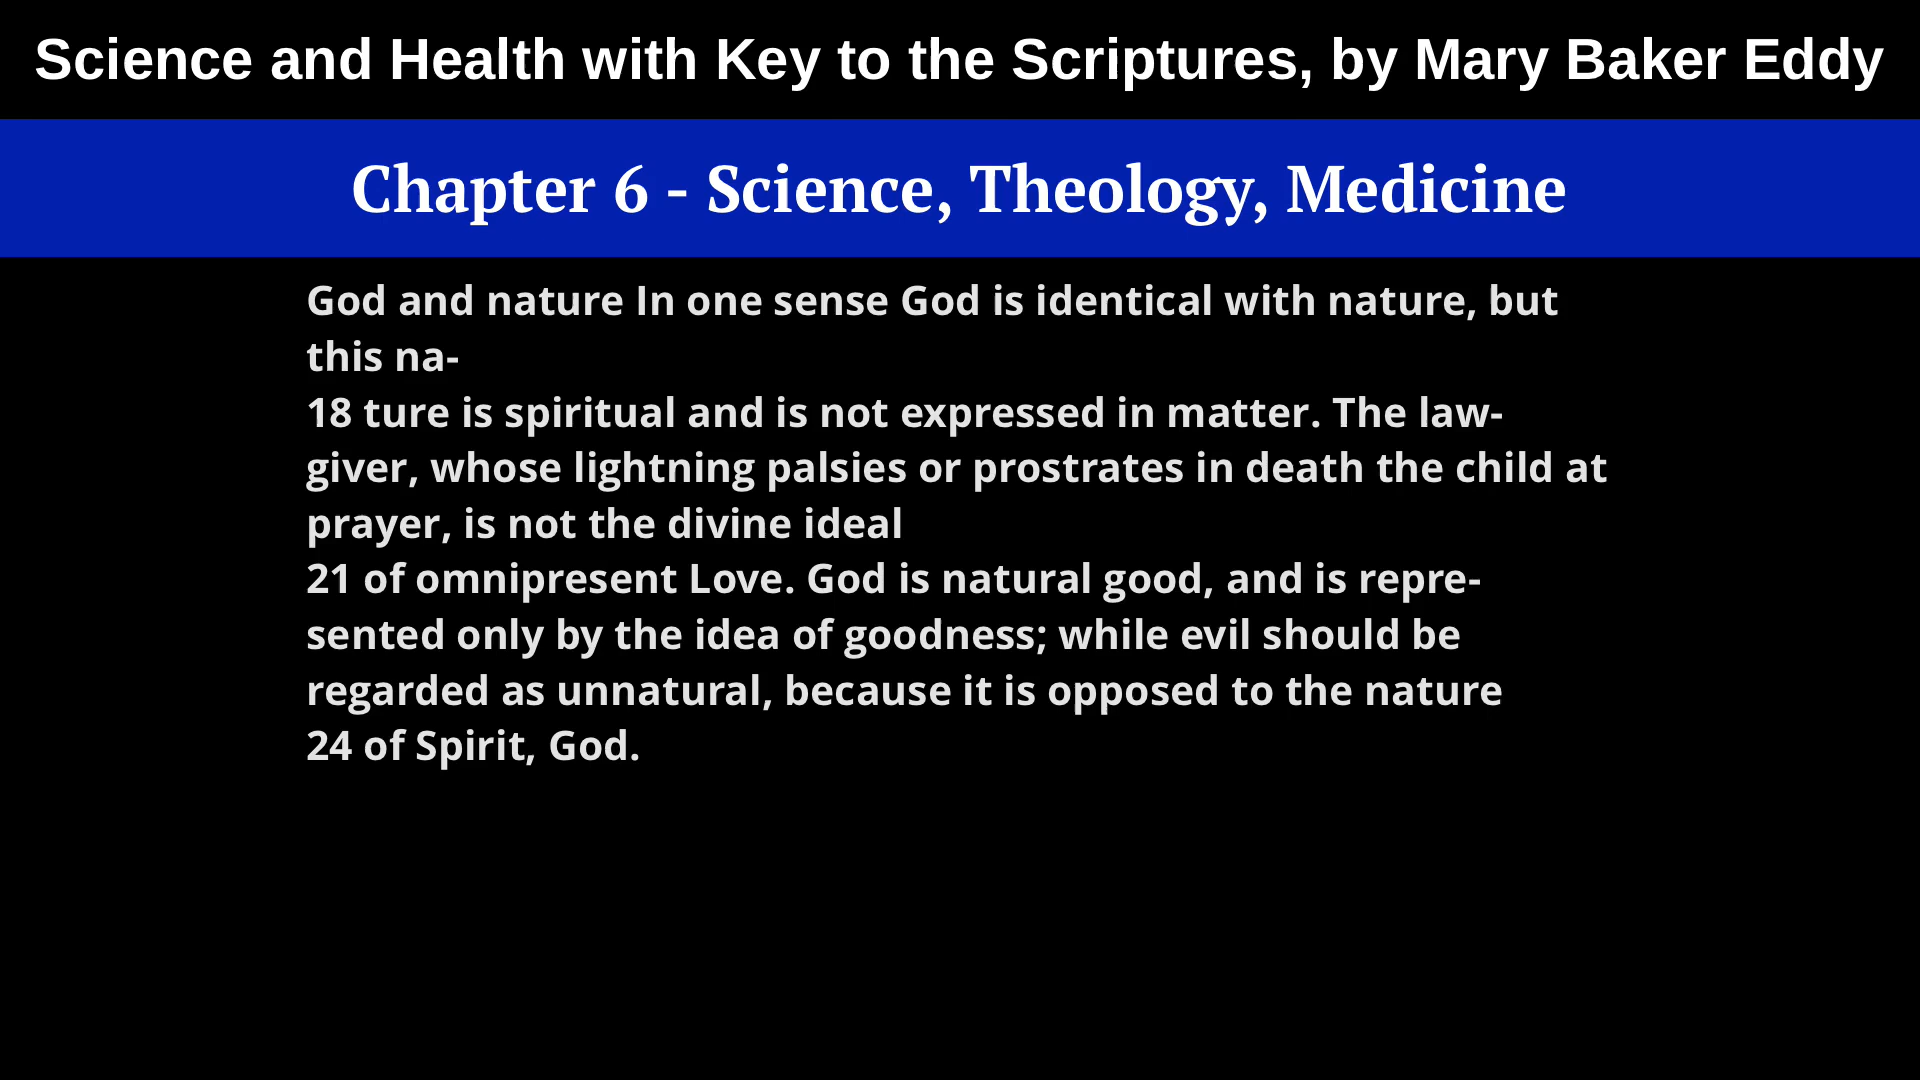 Science and Health with Key to the Scriptures, by Mary Baker Eddy
Chapter 6 - Science, Theology, Medicine
God and nature In one sense God is identical with nature, but
this na-
18 ture is spiritual and is not expressed in matter. The law-
giver, whose lightning palsies or prostrates in death the child at
prayer, is not the divine ideal
21 of omnipresent Love. God is natural good, and is repre-
sented only by the idea of goodness; while evil should be
regarded as unnatural, because it is opposed to the nature
24 of Spirit, God.